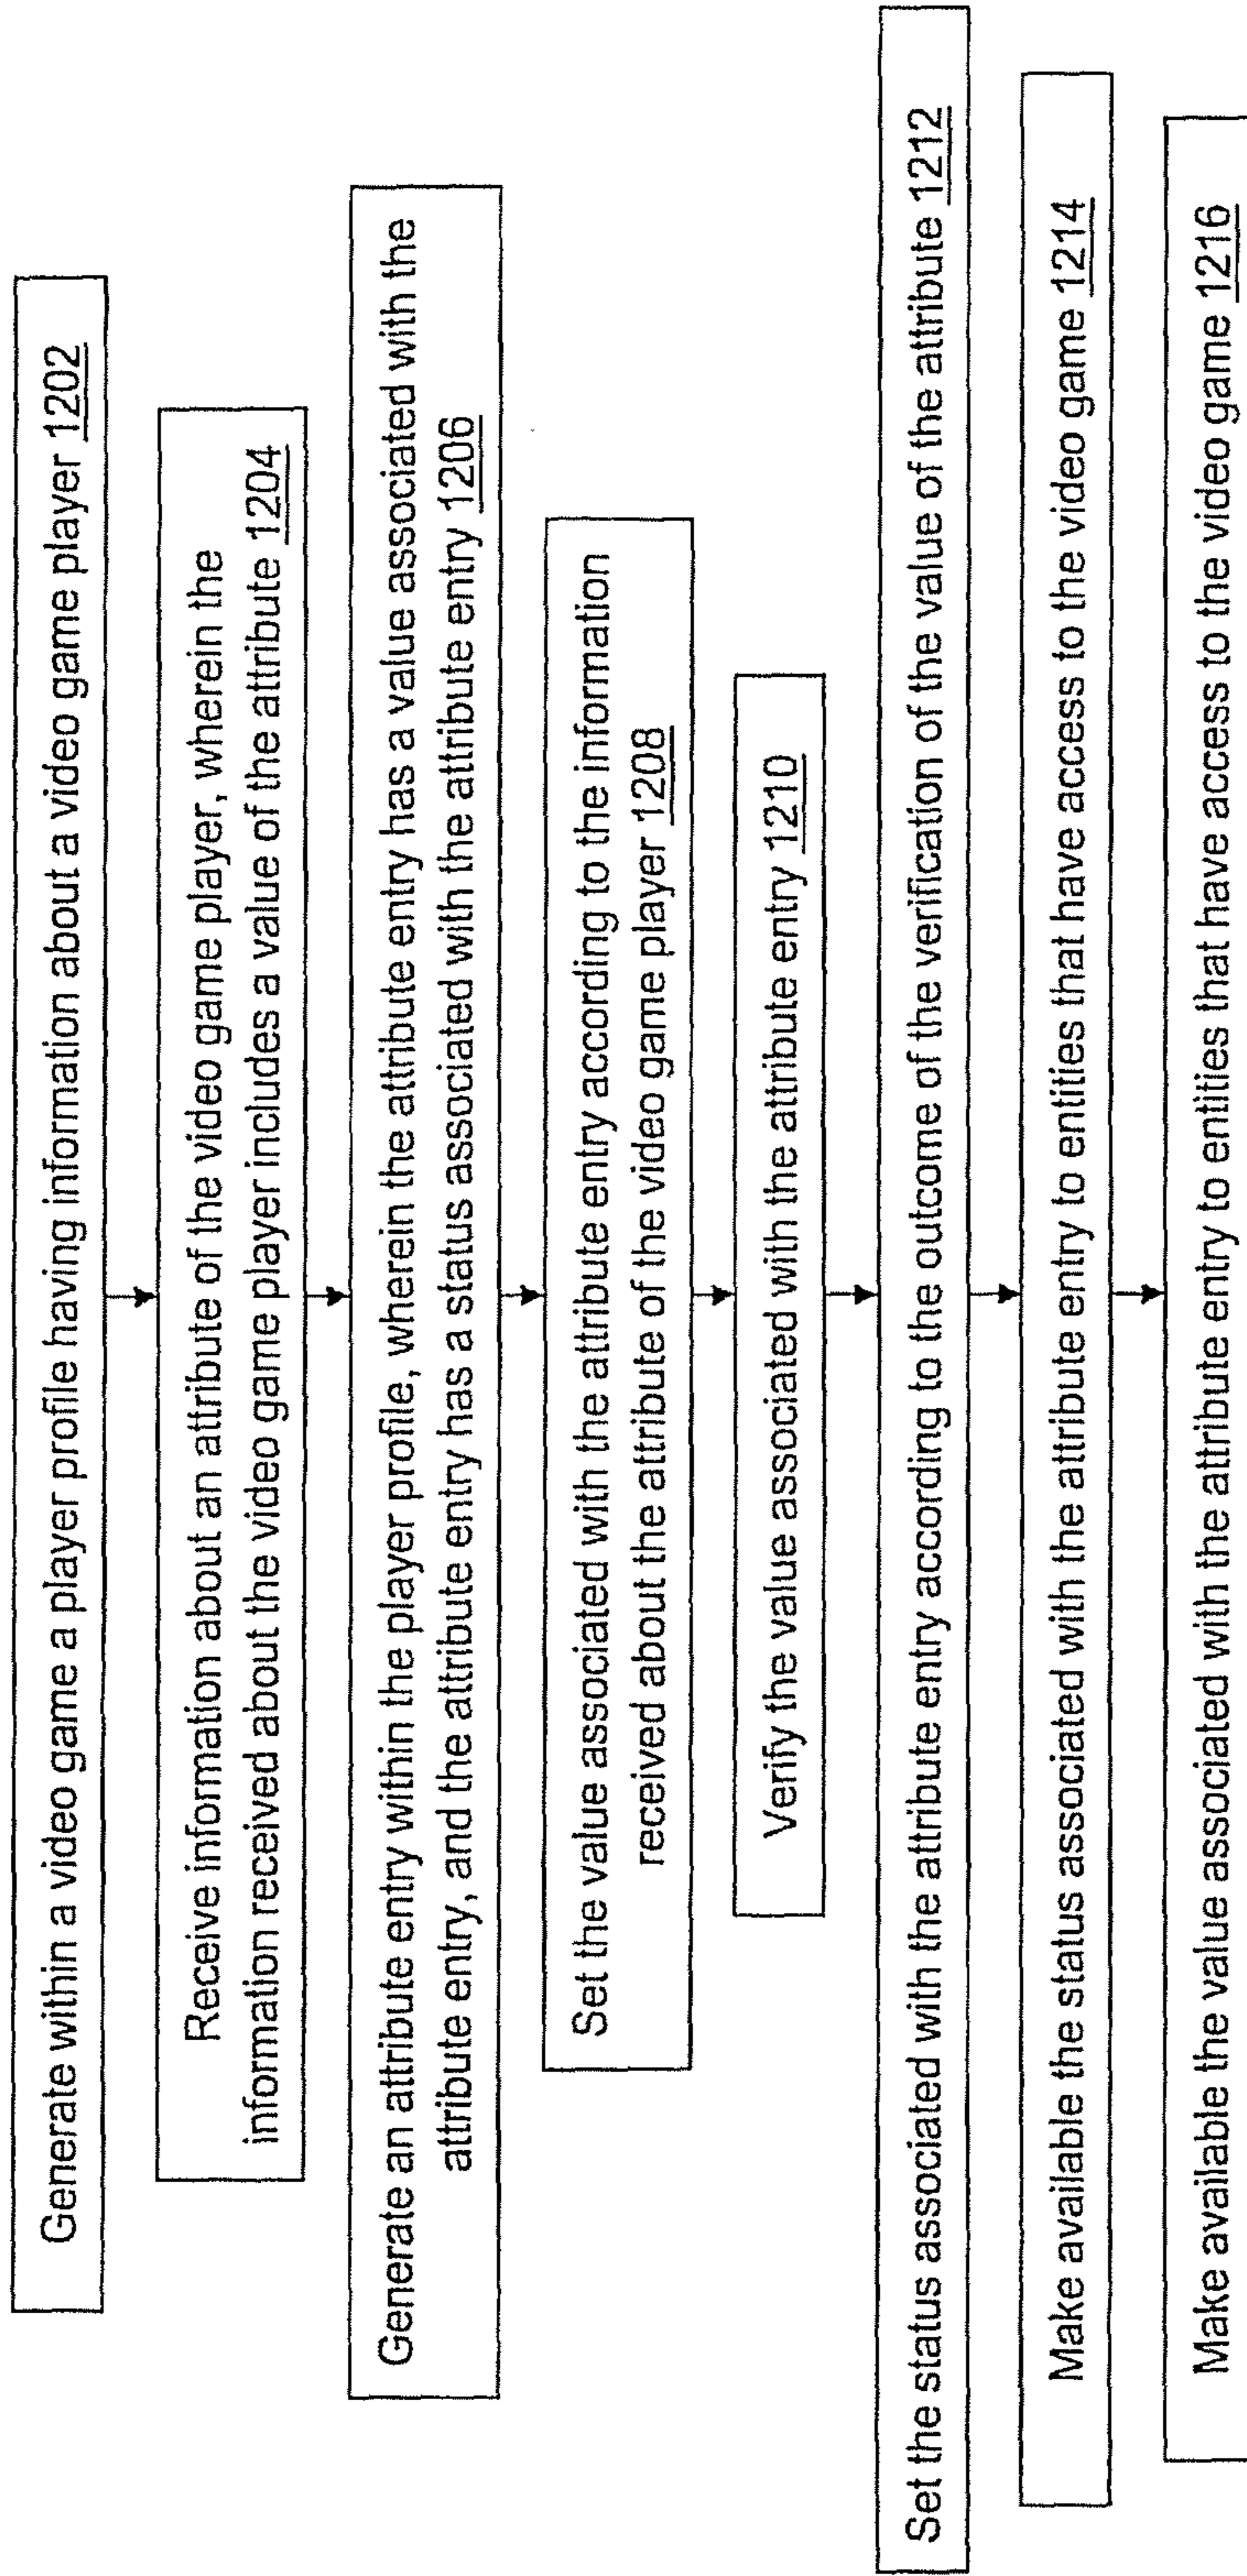 Generate within a video game a player profile having information about a video game player 1202
Receive information about an attribute of the video game player, wherein the
information received about the video game player includes a value of the attribute 1204
Generate an attribute entry within the player profile, wherein the attribute entry has a value associated with the
attribute entry, and the attribute entry has a status associated with the attribute entry 1206
Set the value associated with the attribute entry according to the information
received about the attribute of the video game player 1208
Verify the value associated with the attribute entry 1210
Set the status associated with the attribute entry according to the outcome of the verification of the value of the attribute 1212
Make available the status associated with the attribute entry to entities that have access to the video game 1214
Make available the value associated with the attribute entry to entities that have access to the video game 1216